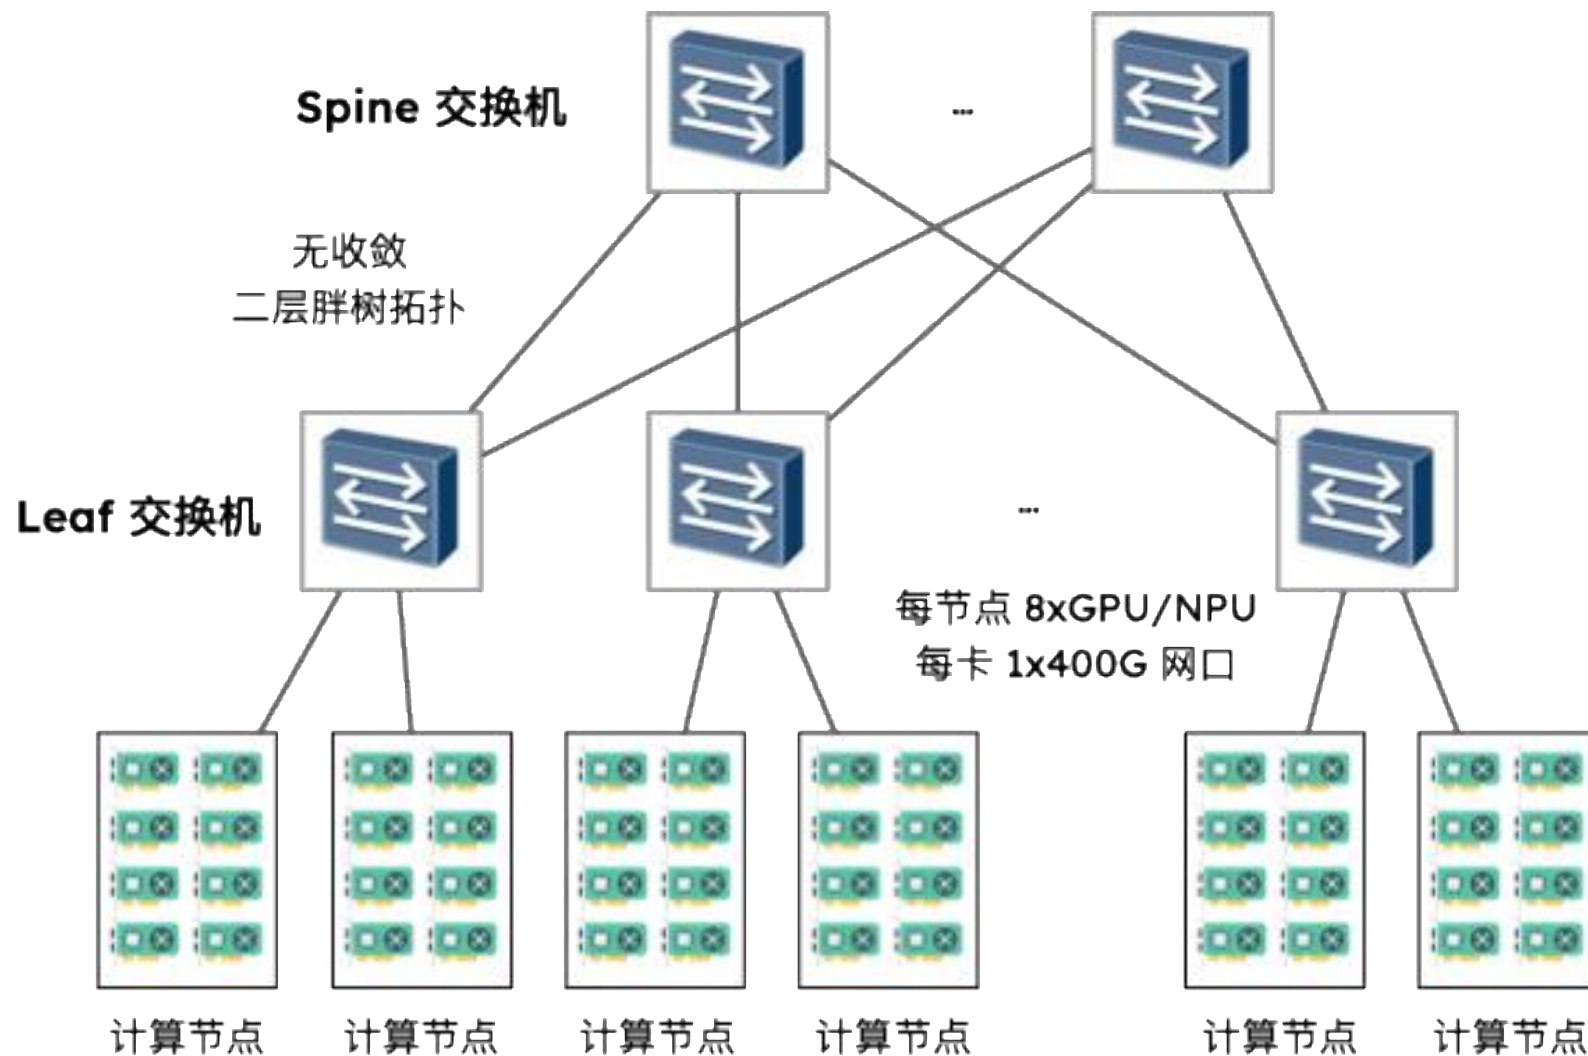 Spine 交换机
...
无收敛
二层胖树拓扑
Leaf 交换机
...
每节点 8xGPU/NPU
每卡 1x400G 网口
计算节点
计算节点
计算节点
计算节点
计算节点
计算节点